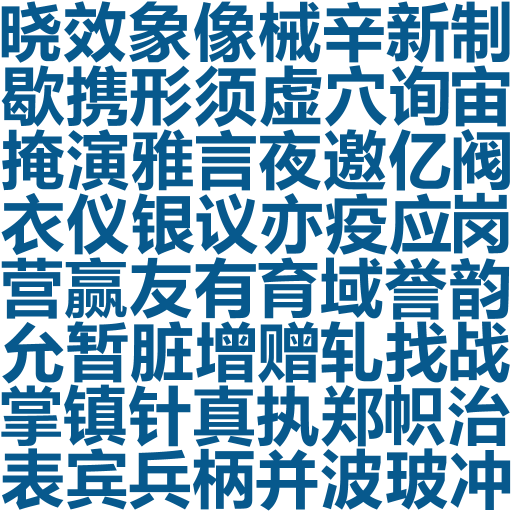 晓效象像械辛新制
歇携形须虚穴询宙
掩演雅言夜邀亿阀
衣仪银议亦疫应岗
营赢友有育域誉韵
允暂脏增赠轧找战
掌镇针真执郑帜治
表宾兵柄并波玻冲